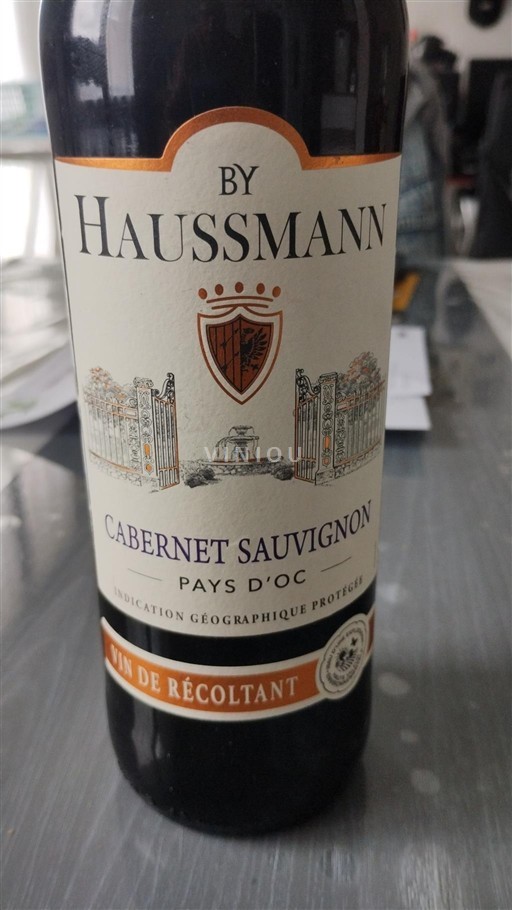 BY
HAUSSMANN
VINIOU
CABERNET SAUVIGNON
PAYS D'OC
INDICATION GÉOGRAPHIQUE PROTÉGÉE
VIN DE RÉCOLTANT